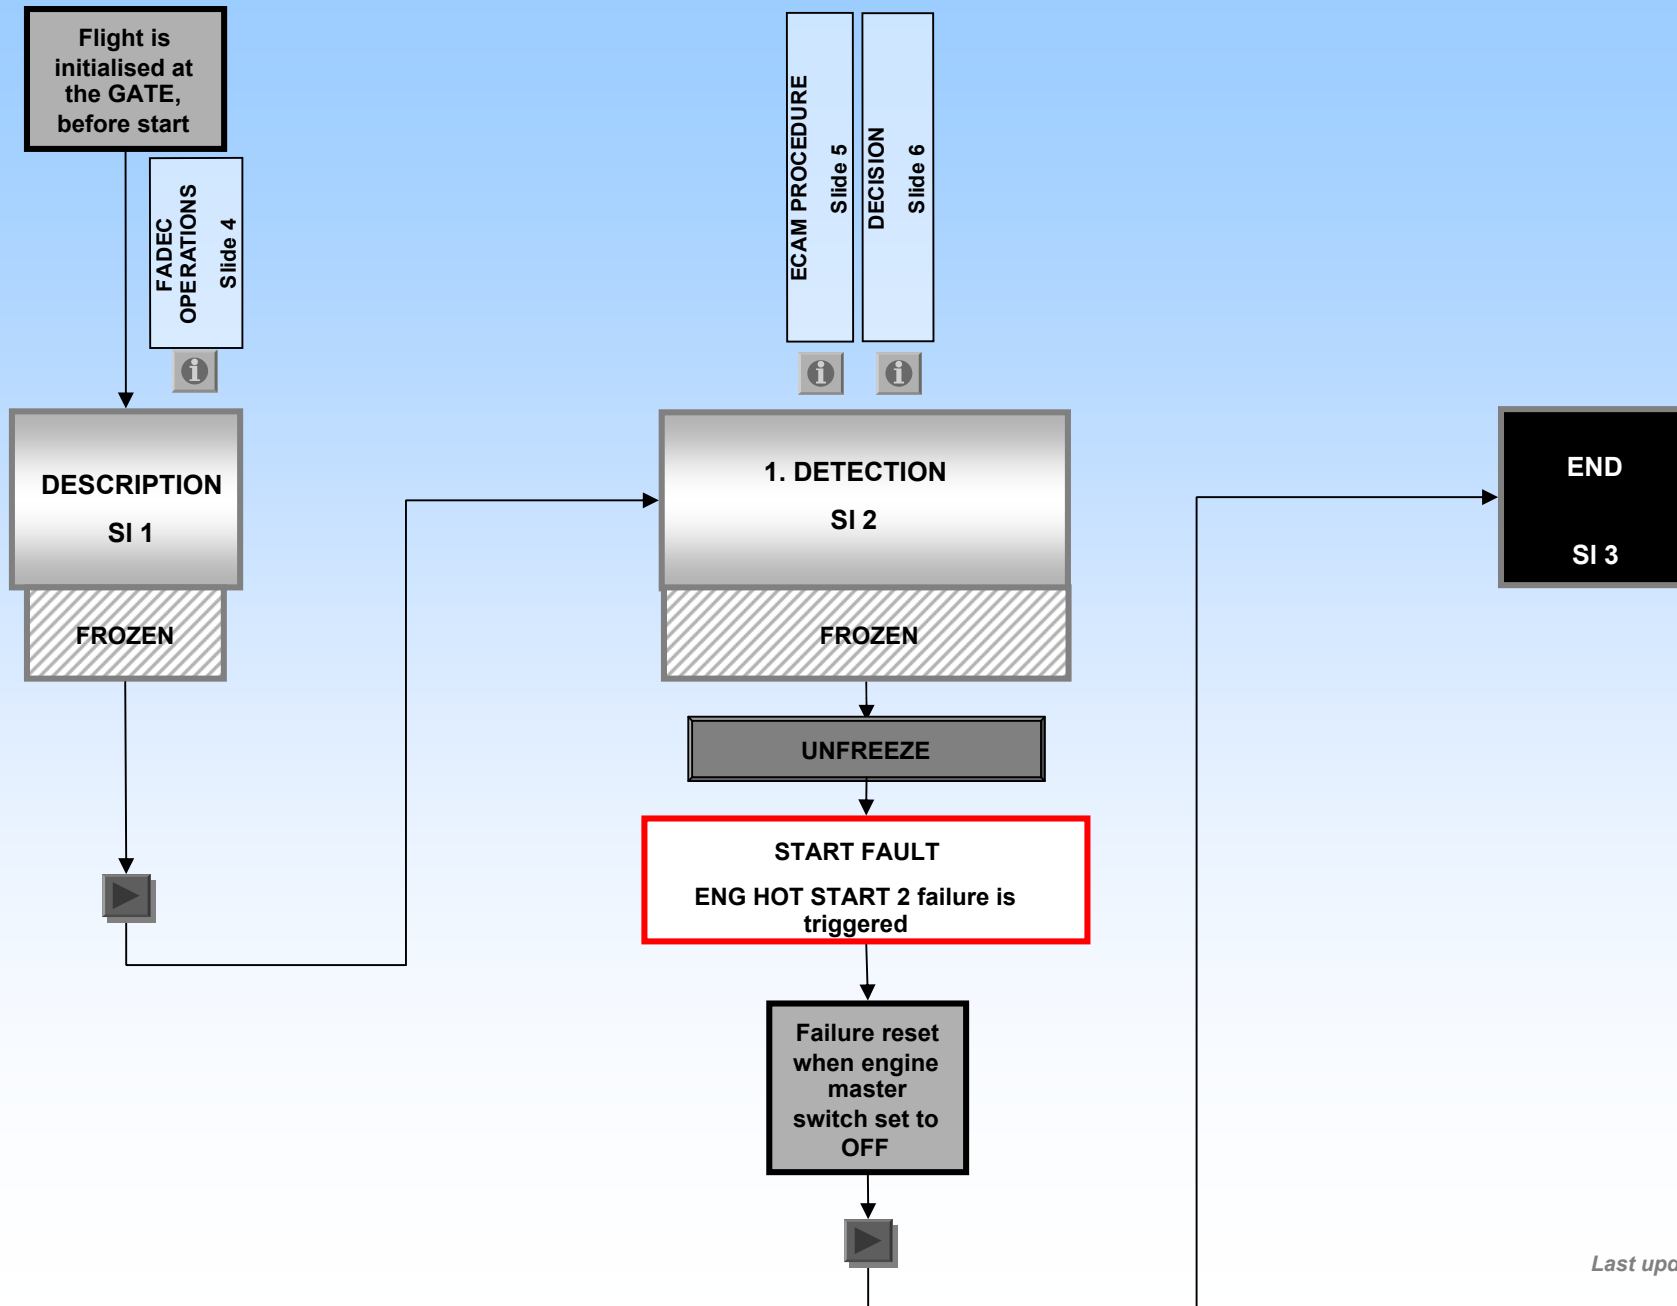 Flight is
initialised at
the GATE,
before start
FADEC
OPERATIONS
Slide 4
DESCRIPTION
SI 1
FROZEN
ECAM PROCEDURE
Slide 5
DECISION
Slide 6
1. DETECTION
SI 2
FROZEN
UNFREEZE
START FAULT
ENG HOT START 2 failure is
triggered
Failure reset
when engine
master
switch set to
OFF
END
SI 3
Last upd